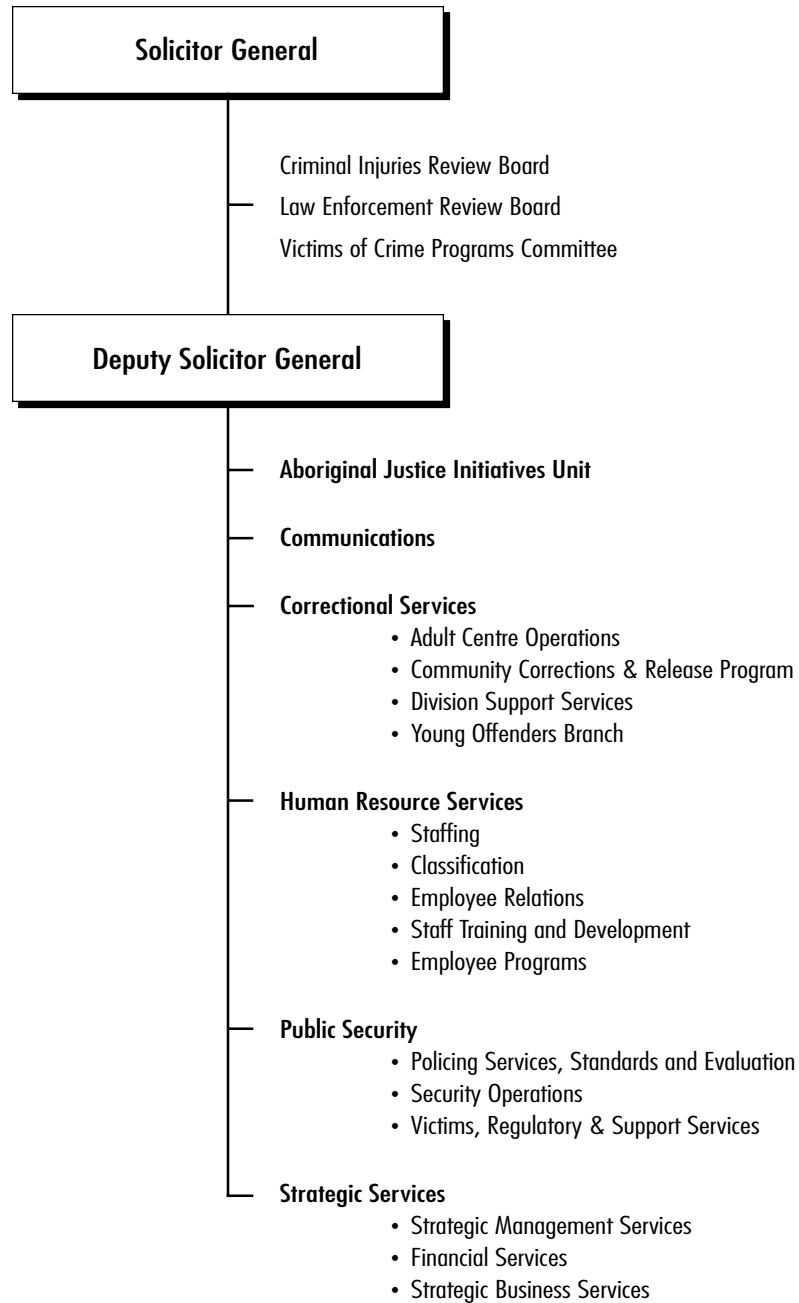 Solicitor General
Criminal Injuries Review Board
Law Enforcement Review Board
Victims of Crime Programs Committee
Deputy Solicitor General
Aboriginal Justice Initiatives Unit
Communications
Correctional Services
• Adult Centre Operations
• Community Corrections & Release Program
• Division Support Services
• Young Offenders Branch
Human Resource Services
• Staffing
• Classification
• Employee Relations
• Staff Training and Development
• Employee Programs
Public Security
• Policing Services, Standards and Evaluation
• Security Operations
• Victims, Regulatory & Support Services
Strategic Services
• Strategic Management Services
• Financial Services
• Strategic Business Services